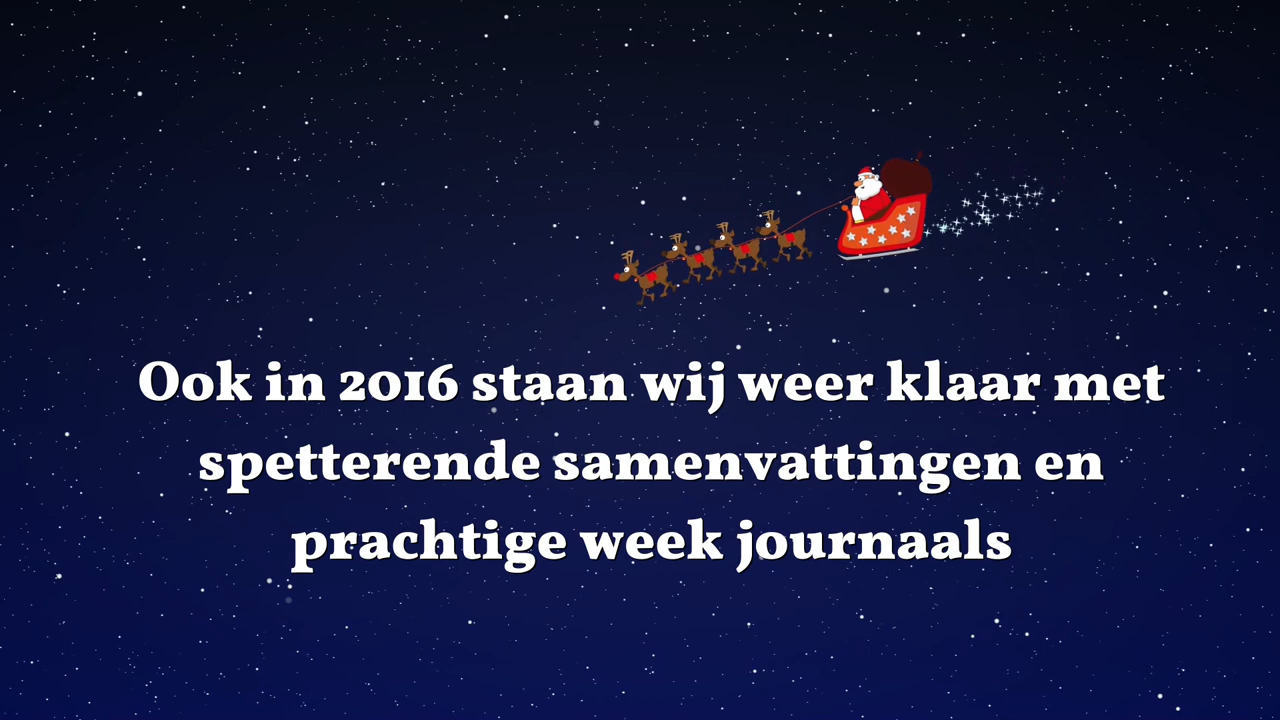 Ook in 2016 staan wij weer klaar met
spetterende samenvattingen en
prachtige week journaals